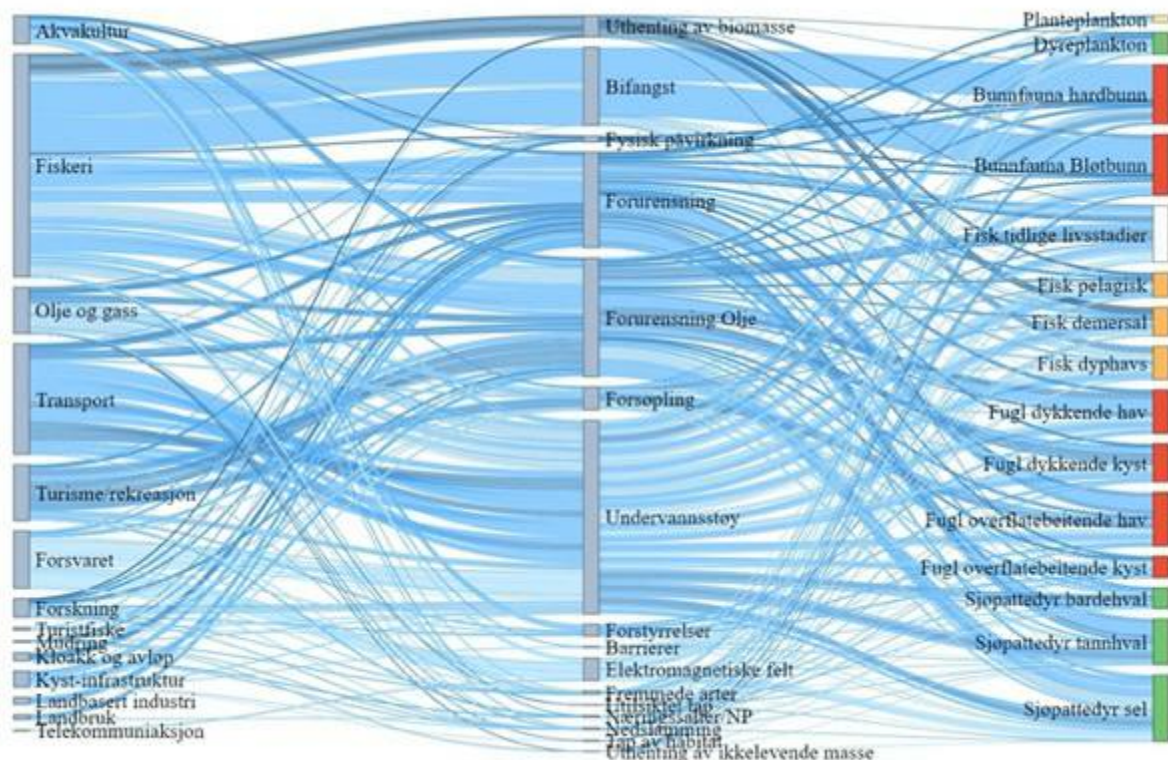 Akvakultur
Fiskeri
Olje og gass
Transport
Turisme/rekreasjon
Forsvaret
Forskning
Turistfiske
Mudring
Kloakk og avløp
Kyst-infrastruktur
Landbasert industri
Landbruk
Telekommuniaksjon
Uthenting av biomasse
Bifangst
Fysisk påvirkning
Forurensning
Forurensning Olje
Forsøpling
Undervannsstøy
Forstyrrelser
Barrierer
Elektromagnetiske felt
Fremmede arter
Utilsiktet tap
Næringssalter/NP
Nedslamming
Tap av habitat
Uthenting av ikkelevende masse
Planteplankton
Dyreplankton
Bunnfauna hardbunn
Bunnfauna Bløtbunn
Fisk tidlige livsstadier
Fisk pelagisk
Fisk demersal
Fisk dyphavs
Fugl dykkende hav
Fugl dykkende kyst
Fugl overflatebeitende hav
Fugl overflatebeitende kyst
Sjøpattedyr bardehval
Sjøpattedyr tannhval
Sjøpattedyr sel